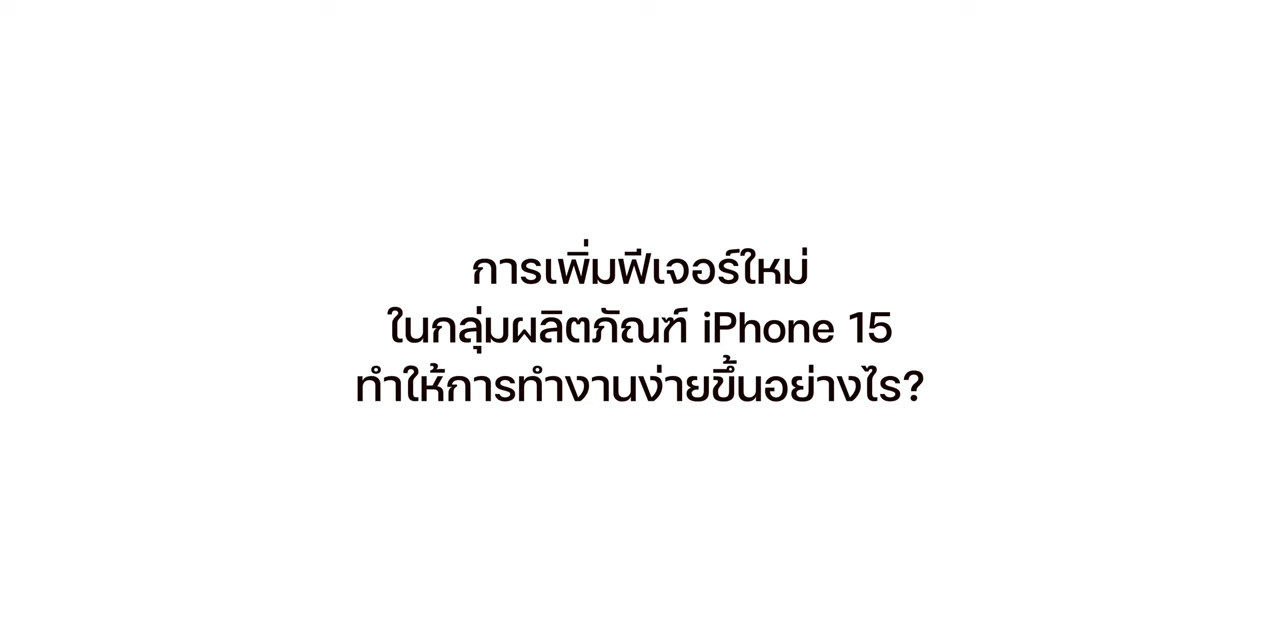 การเพิ่มฟีเจอร์ใหม่
ในกลุ่มผลิตภัณฑ์ iPhone 15
ทำให้การทำงานง่ายขึ้นอย่างไร?